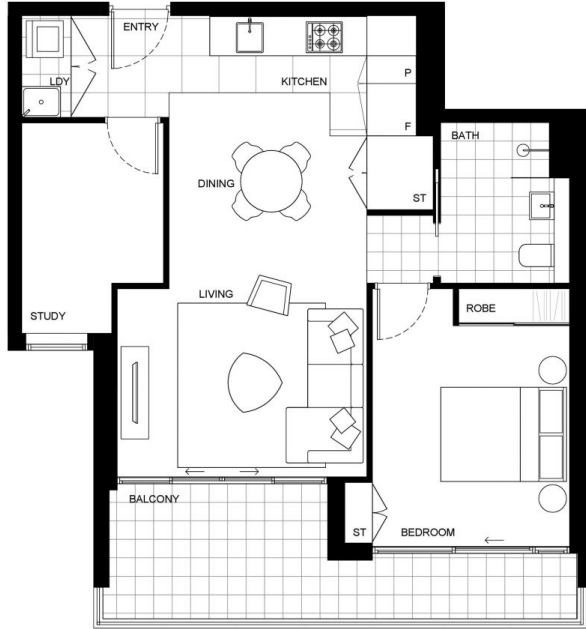 ENTRY
LDY
KITCHEN
P
F
BATH
DINING
ST
LIVING
STUDY
ROBE
BALCONY
ST
BEDROOM